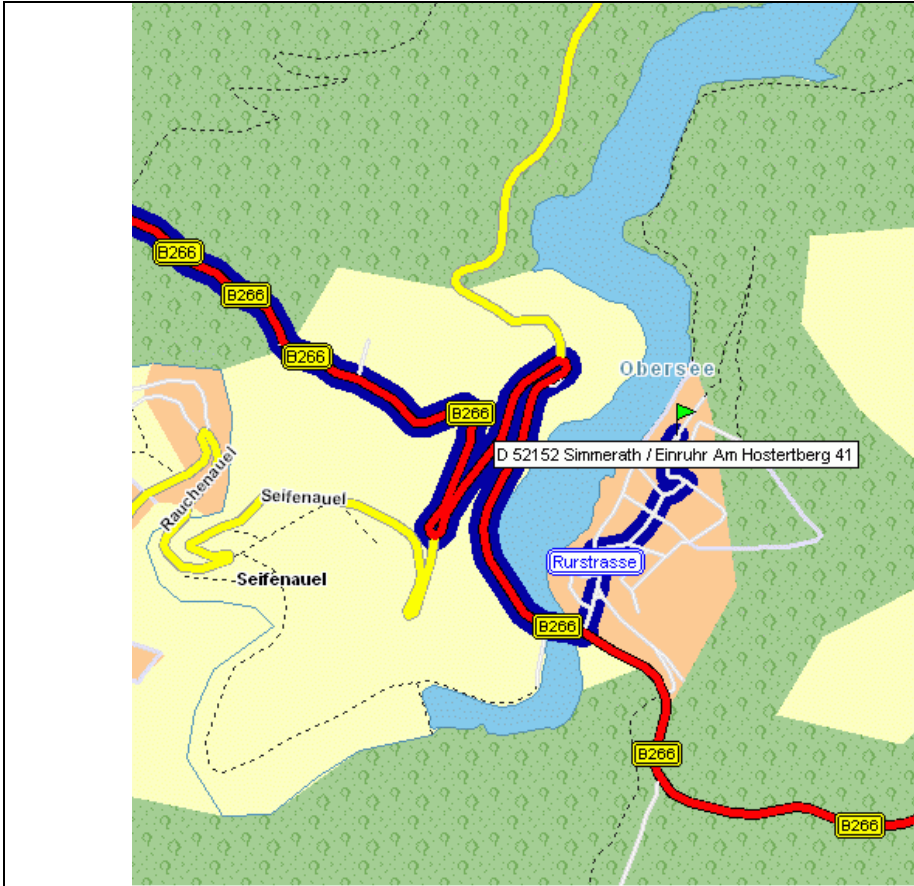 B266
B266
B266
Obersee
B266
D 52152 Simmerath / Einruhr Am Hostertberg 41
Rauchenauel
Seifenauel
Rurstrasse
Seifenauel
B266
B266
B266